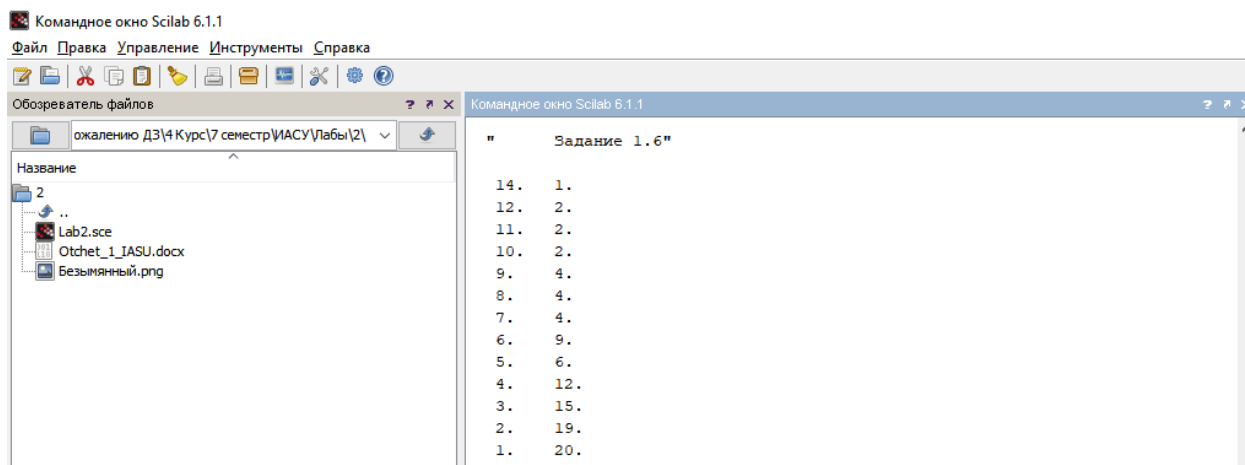 Командное окно Scilab 6.1.1
Файл Правка Управление Инструменты Справка
Обозреватель файлов
ожалению ДЗ\4 Курс\7 семестр\ИАСУ\Лабы\2\
Название
2
..
Lab2.sce
Otchet_1_IASU.docx
Безымянный.png
Командное окно Scilab 6.1.1
" Задание 1.6"
14. 1.
12. 2.
11. 2.
10. 2.
9. 4.
8. 4.
7. 4.
6. 9.
5. 6.
4. 12.
3. 15.
2. 19.
1. 20.